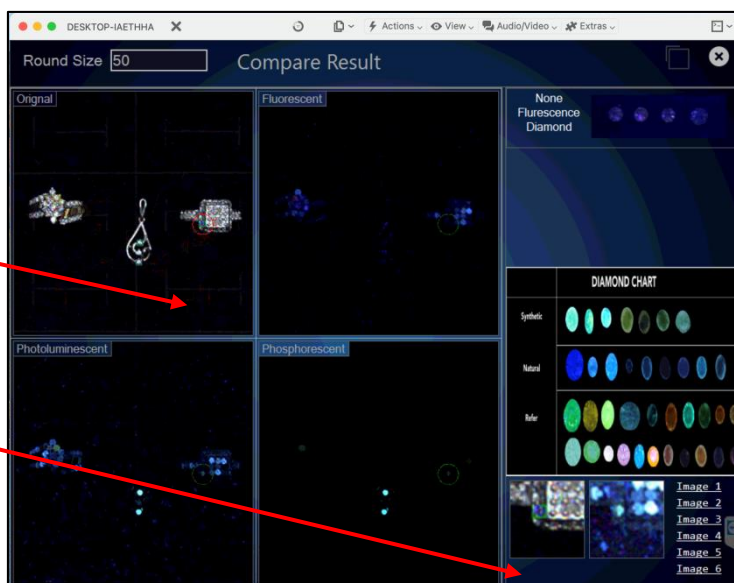 DESKTOP-IAETHHA
Actions
View
Audio/Video
Extras
Round Size 50
Compare Result
Orignal
Fluorescent
None
Flurescence
Diamond
DIAMOND CHART
Synthetic
Natural
Refer
Photoluminescent
Phosphorescent
Image 1
Image 2
Image 3
Image 4
Image 5
Image 6